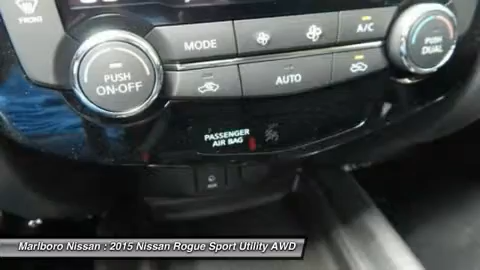 FRONT
MODE
A/C
PUSH
ON-OFF
AUTO
PUSH
DUAL
PASSENGER
AIR BAG
Marlboro Nissan : 2015 Nissan Rogue Sport Utility AWD